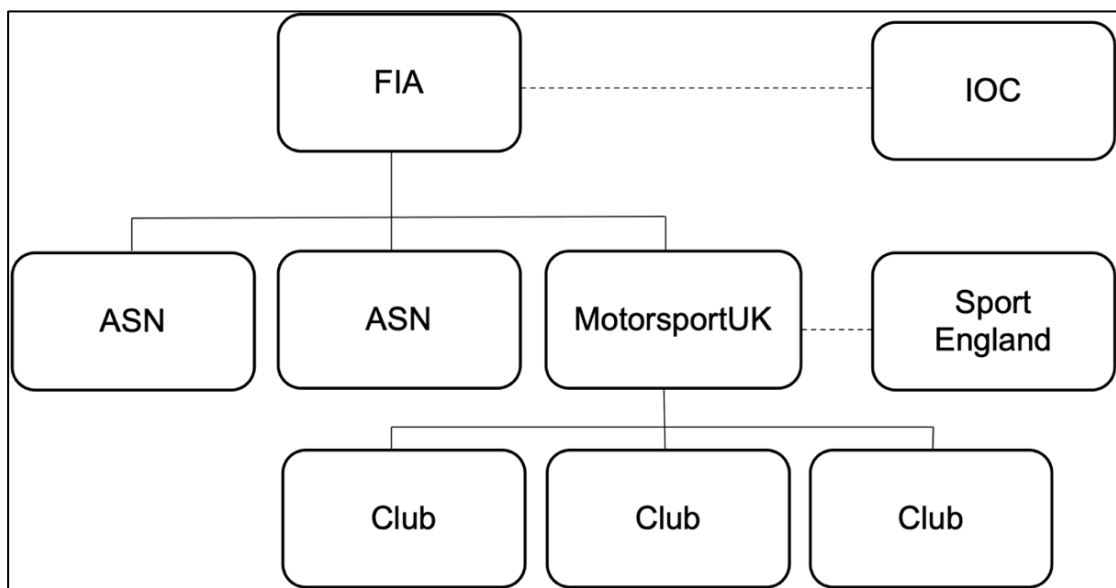 FIA
IOC
ASN
ASN
MotorsportUK
Sport
England
Club
Club
Club